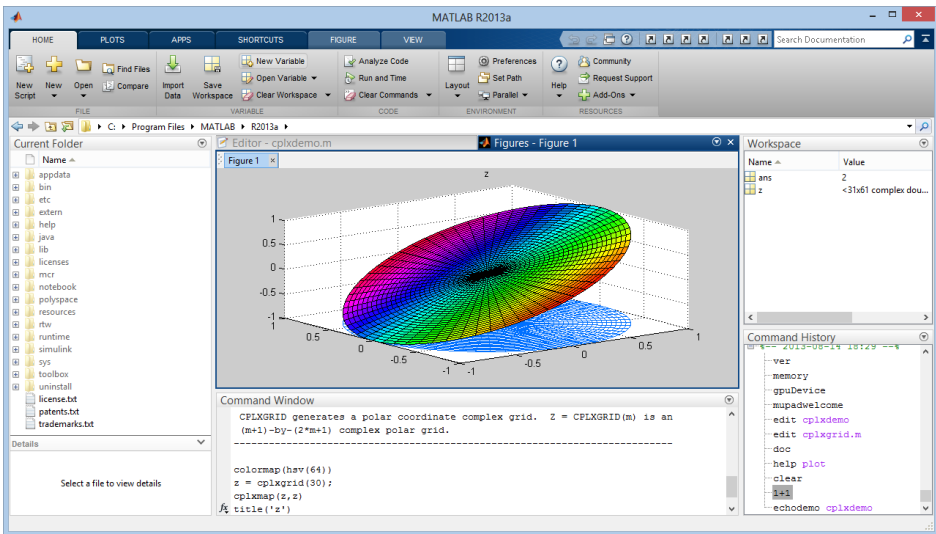 MATLAB R2013a
HOME PLOTS APPS SHORTCUTS FIGURE VIEW Search Documentation
New Script
New
Open
Find Files
Compare
FILE
Import Data
Save Workspace
New Variable
Open Variable
Clear Workspace
VARIABLE
Analyze Code
Run and Time
Clear Commands
CODE
Layout
Preferences
Set Path
Parallel
ENVIRONMENT
Help
Community
Request Support
Add-Ons
RESOURCES
C: Program Files MATLAB R2013a
Current Folder
Name
appdata
bin
etc
extern
help
java
lib
licenses
mcr
notebook
polyspace
resources
rtw
runtime
simulink
sys
toolbox
uninstall
license.txt
patents.txt
trademarks.txt
Details
Select a file to view details
Editor - cplxdemo.m
Figures - Figure 1
Figure 1
z
1
0.5
0
-0.5
-1
1
0.5
0
-0.5
-1
-1
-0.5
0
0.5
1
Command Window
CPLXGRID generates a polar coordinate complex grid.  Z = CPLXGRID(m) is an
(m+1)-by-(2*m+1) complex polar grid.
colormap(hsv(64))
z = cplxgrid(30);
cplxmap(z,z)
fx title('z')
Workspace
Name Value
ans 2
z <31x61 complex dou...
Command History
%-- 2013-08-14 18:29 --%
ver
memory
gpuDevice
mupadwelcome
edit cplxdemo
edit cplxgrid.m
doc
help plot
clear
1+1
echodemo cplxdemo